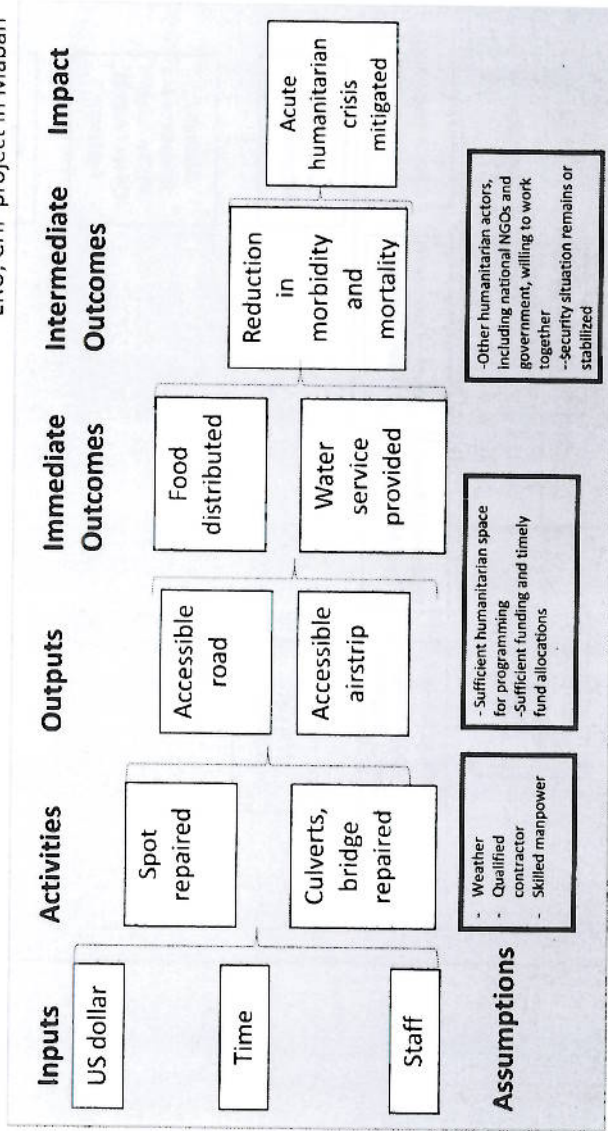 project in Maban
Inputs
Activities
Outputs
Immediate
Outcomes
Intermediate
Outcomes
Impact
US dollar
Time
Staff
Spot
repaired
Culverts,
bridge
repaired
Accessible
road
Accessible
airstrip
Food
distributed
Water
service
provided
Reduction
in
morbidity
and
mortality
Acute
humanitarian
crisis
mitigated
Assumptions
- Weather
- Qualified
contractor
- Skilled manpower
- Sufficient humanitarian space
for programming
-Sufficient funding and timely
fund allocations
-Other humanitarian actors,
including national NGOs and
government, willing to work
together
--Security situation remains or
stabilized